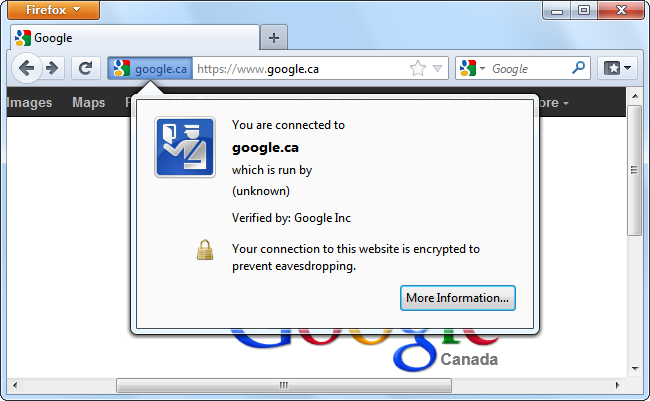 Firefox
Google
google.ca https://www.google.ca Google
Images Maps
You are connected to
google.ca
which is run by
(unknown)
Verified by: Google Inc
Your connection to this website is encrypted to
prevent eavesdropping.
More Information...
Google
Canada